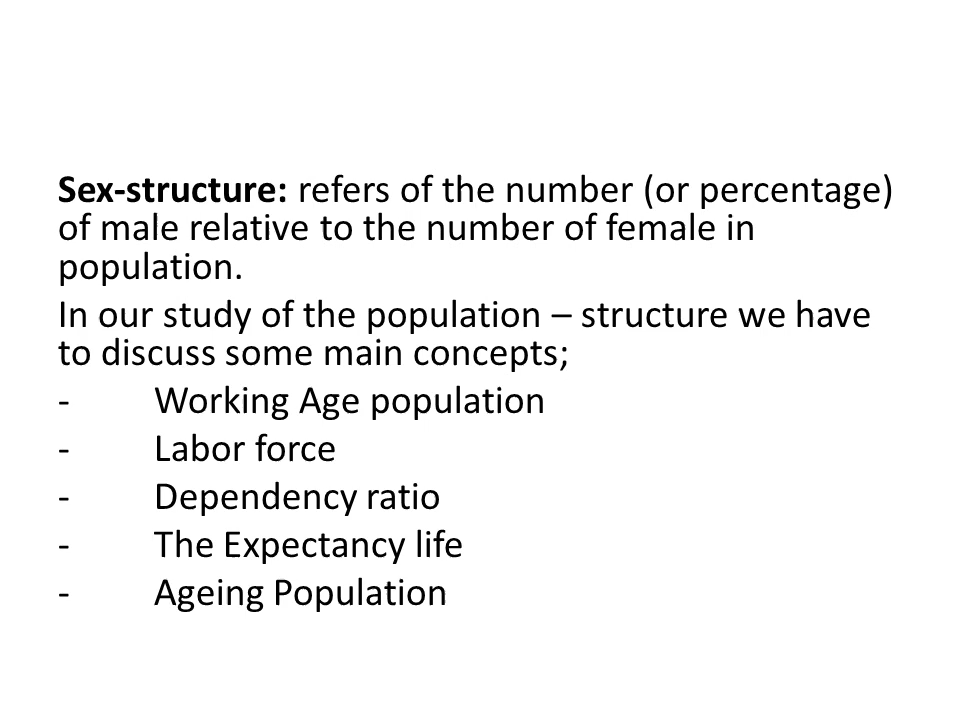 Sex-structure: refers of the number (or percentage)
of male relative to the number of female in
population.
In our study of the population – structure we have
to discuss some main concepts;
- Working Age population
- Labor force
- Dependency ratio
- The Expectancy life
- Ageing Population